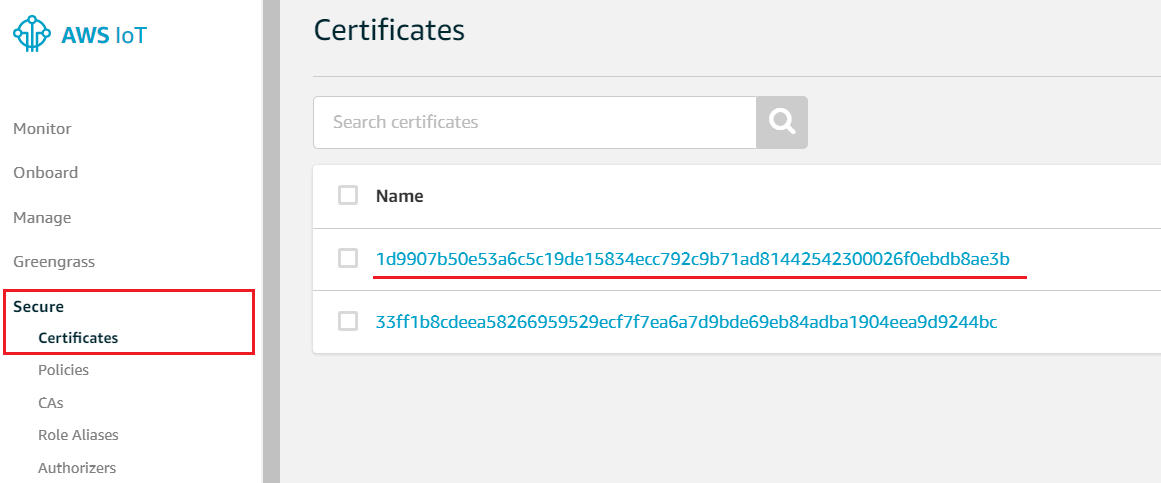 AWS IoT
Monitor
Onboard
Manage
Greengrass
Secure
Certificates
Policies
CAs
Role Aliases
Authorizers
Certificates
Search certificates
Name
1d9907b50e53a6c5c19de15834ecc792c9b71ad81442542300026f0ebdb8ae3b
33ff1b8cdeea58266959529ecf7f7ea6a7d9bde69eb84adba1904eea9d9244bc